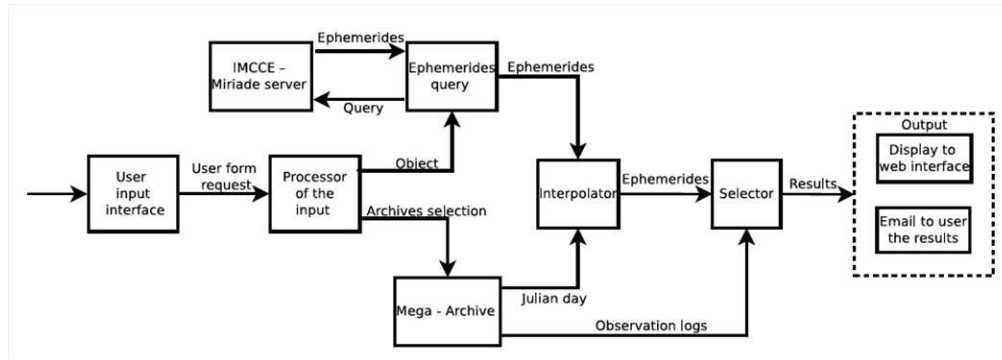 Ephemerides
IMCCE –
Miriade server
Ephemerides
query
Ephemerides
Query
User
input
interface
User form
request
Processor
of the
input
Object
Archives selection
Interpolator
Ephemerides
Selector
Results
Output
Display to
web interface
Email to user
the results
Mega - Archive
Julian day
Observation logs